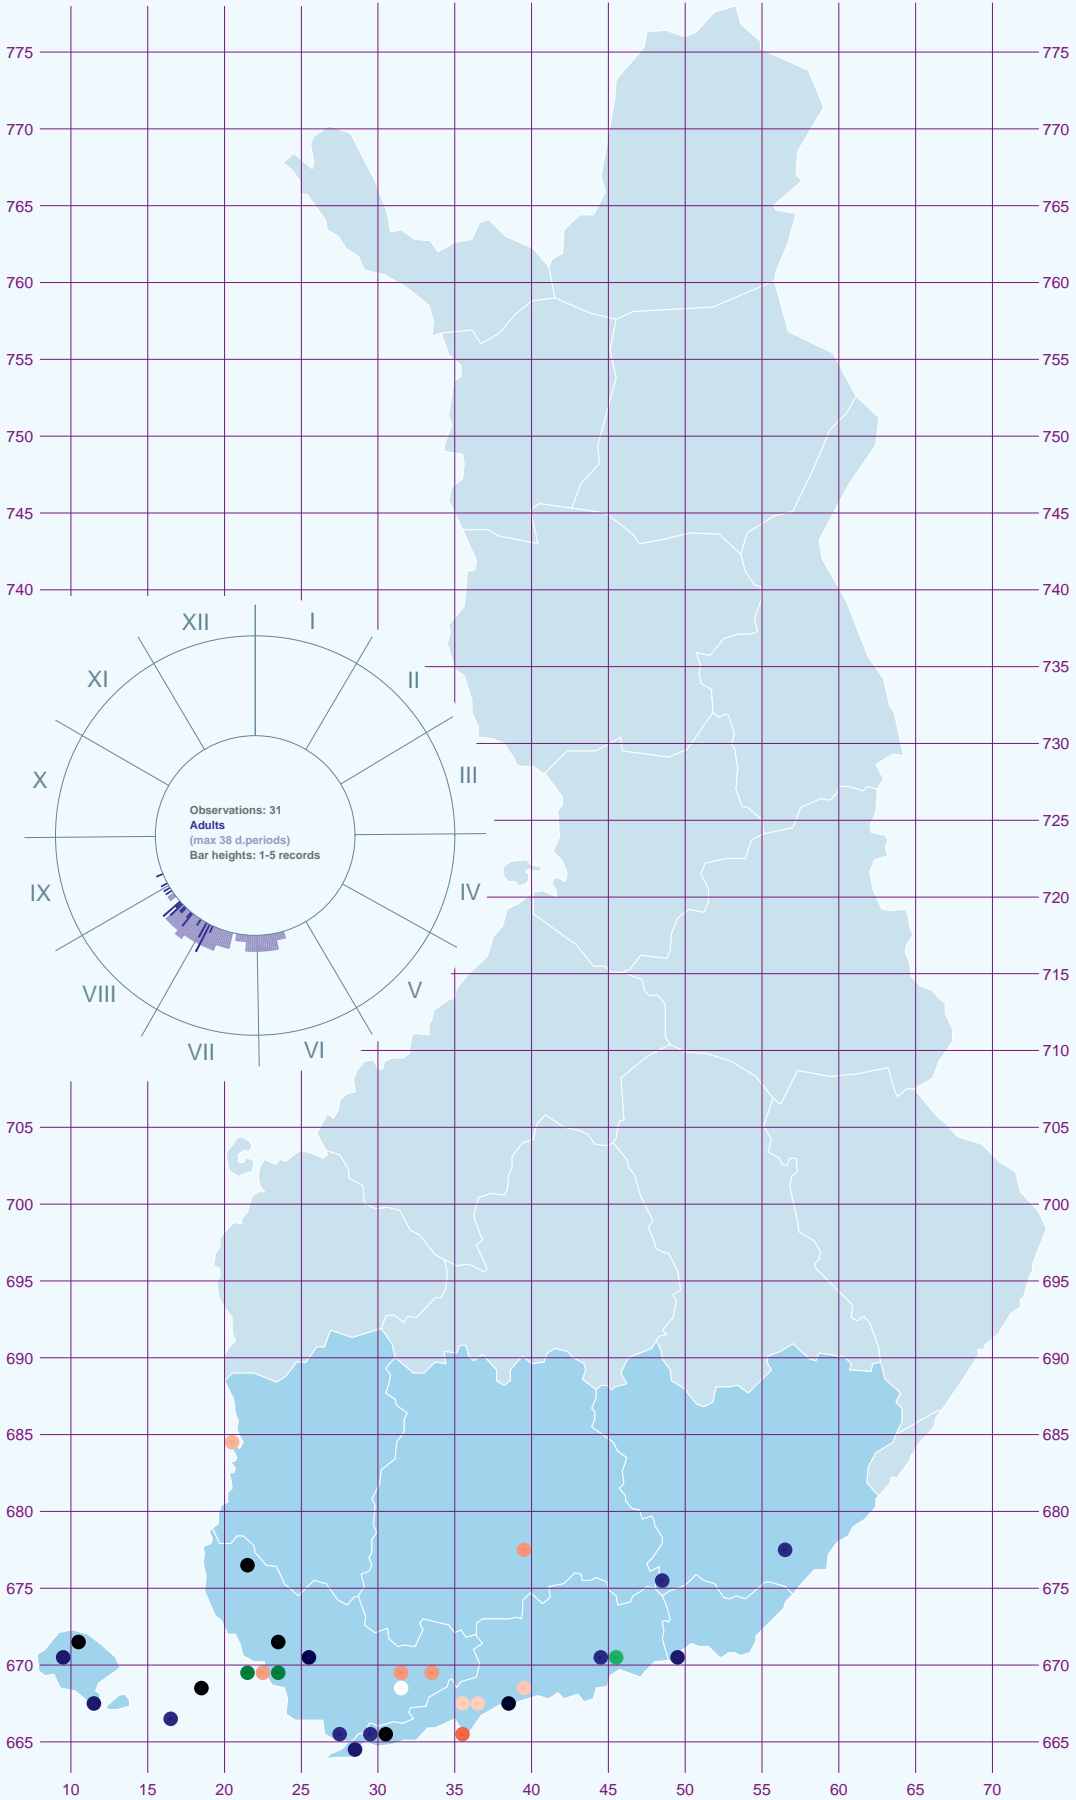 775 775
770 770
765 765
760 760
755 755
750 750
745 745
740 740
XII I
XI II
735
730
X III
725
Observations: 31
Adults
(max 38 d.periods)
Bar heights: 1-5 records
IX IV
720
715
VIII V
VII VI
710
705 705
700 700
695 695
690 690
685 685
680 680
675 675
670 670
665 665
10 15 20 25 30 35 40 45 50 55 60 65 70